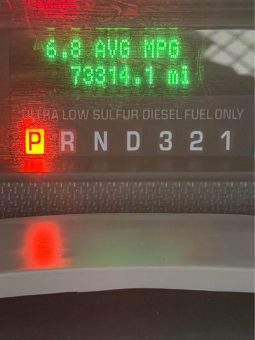 6.8 AVG MPG
73314.1 mi
ULTRA LOW SULFUR DIESEL FUEL ONLY
P R N D 3 2 1